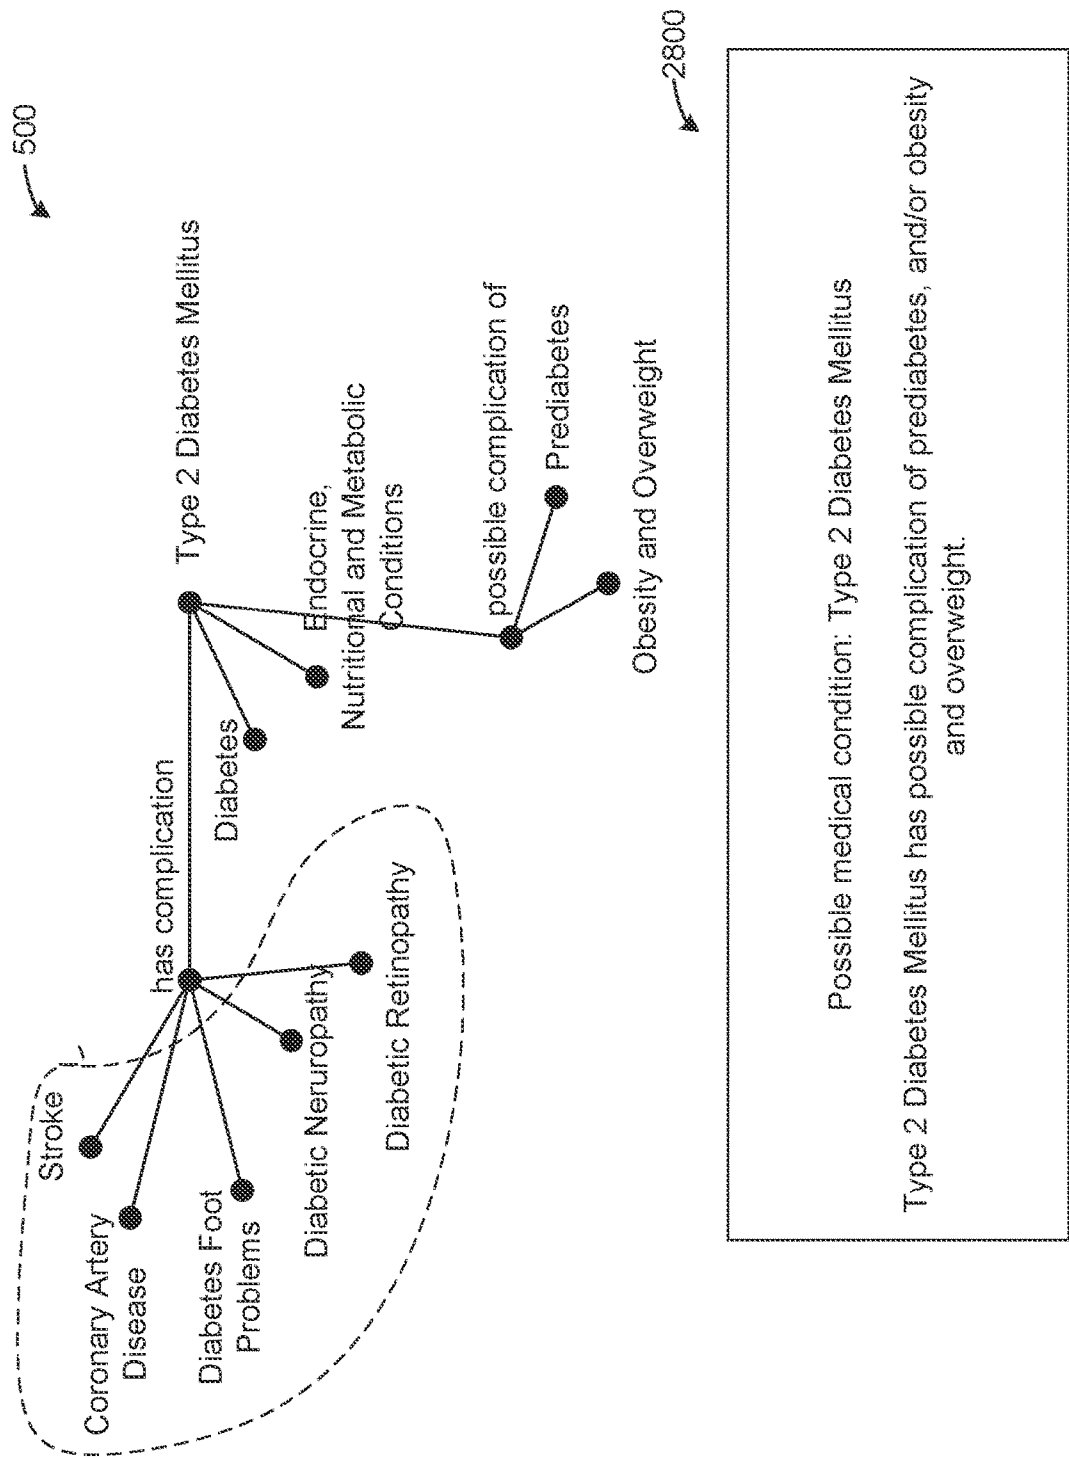 500
Type 2 Diabetes Mellitus
has complication
Stroke
Coronary Artery
Disease
Diabetes Foot
Problems
Diabetic Neruropathy
Diabetic Retinopathy
Diabetes
Endocrine,
Nutritional and Metabolic
Conditions
possible complication of
Prediabetes
Obesity and Overweight
2800
Possible medical condition: Type 2 Diabetes Mellitus
Type 2 Diabetes Mellitus has possible complication of prediabetes, and/or obesity
and overweight.